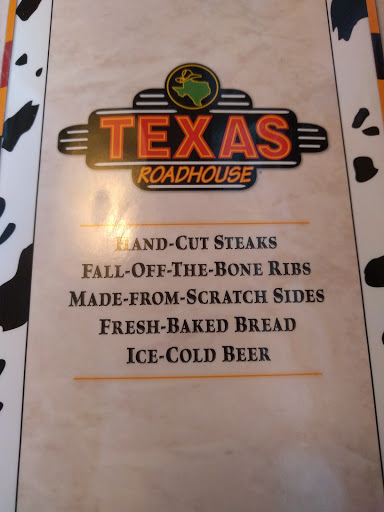 TEXAS
ROADHOUSE
HAND-CUT STEAKS
FALL-OFF-THE-BONE RIBS
MADE-FROM-SCRATCH SIDES
FRESH-BAKED BREAD
ICE-COLD BEER